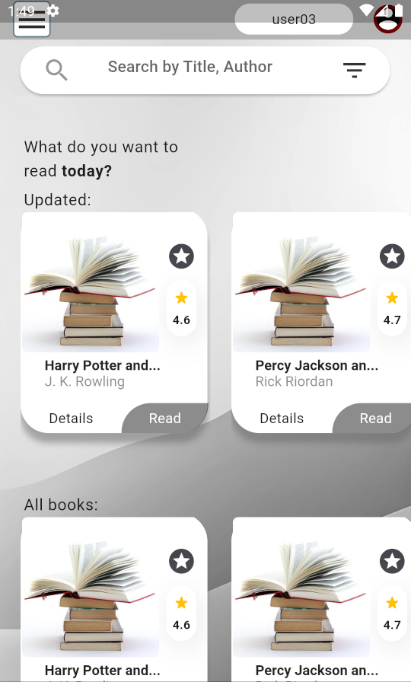 1:49
user03
Search by Title, Author
What do you want to
read today?
Updated:
4.6
4.7
Harry Potter and...
J. K. Rowling
Percy Jackson an...
Rick Riordan
Details
Read
Details
Read
All books:
4.6
4.7
Harry Potter and...
Percy Jackson an...